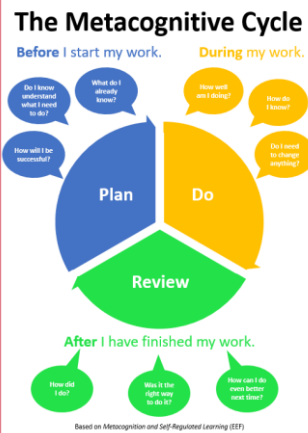 The Metacognitive Cycle
Before I start my work.
During my work.
Do I know
understand
what I need
to do?
What do I
already
know?
How will I be
successful?
How well
am I doing?
How do
I know?
Do I need
to change
anything?
Plan
Do
Review
After I have finished my work.
How did
I do?
Was it the
right way
to do it?
How can I do
even better
next time?
Based on Metacognition and Self-Regulated Learning (EEF)